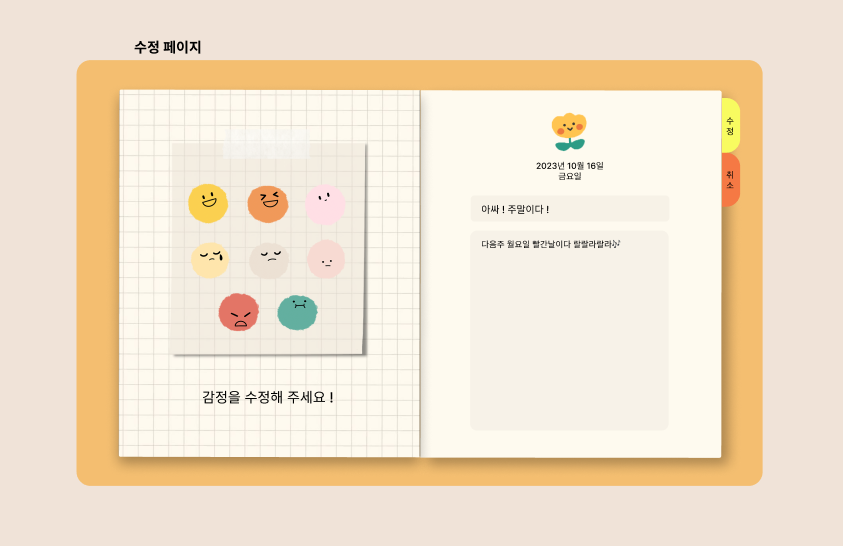 수정 페이지
감정을 수정해 주세요 !
2023년 10월 16일
금요일
아싸 ! 주말이다 !
다음주 월요일 빨간날이다 랄랄라랄라🎶
수정
취소